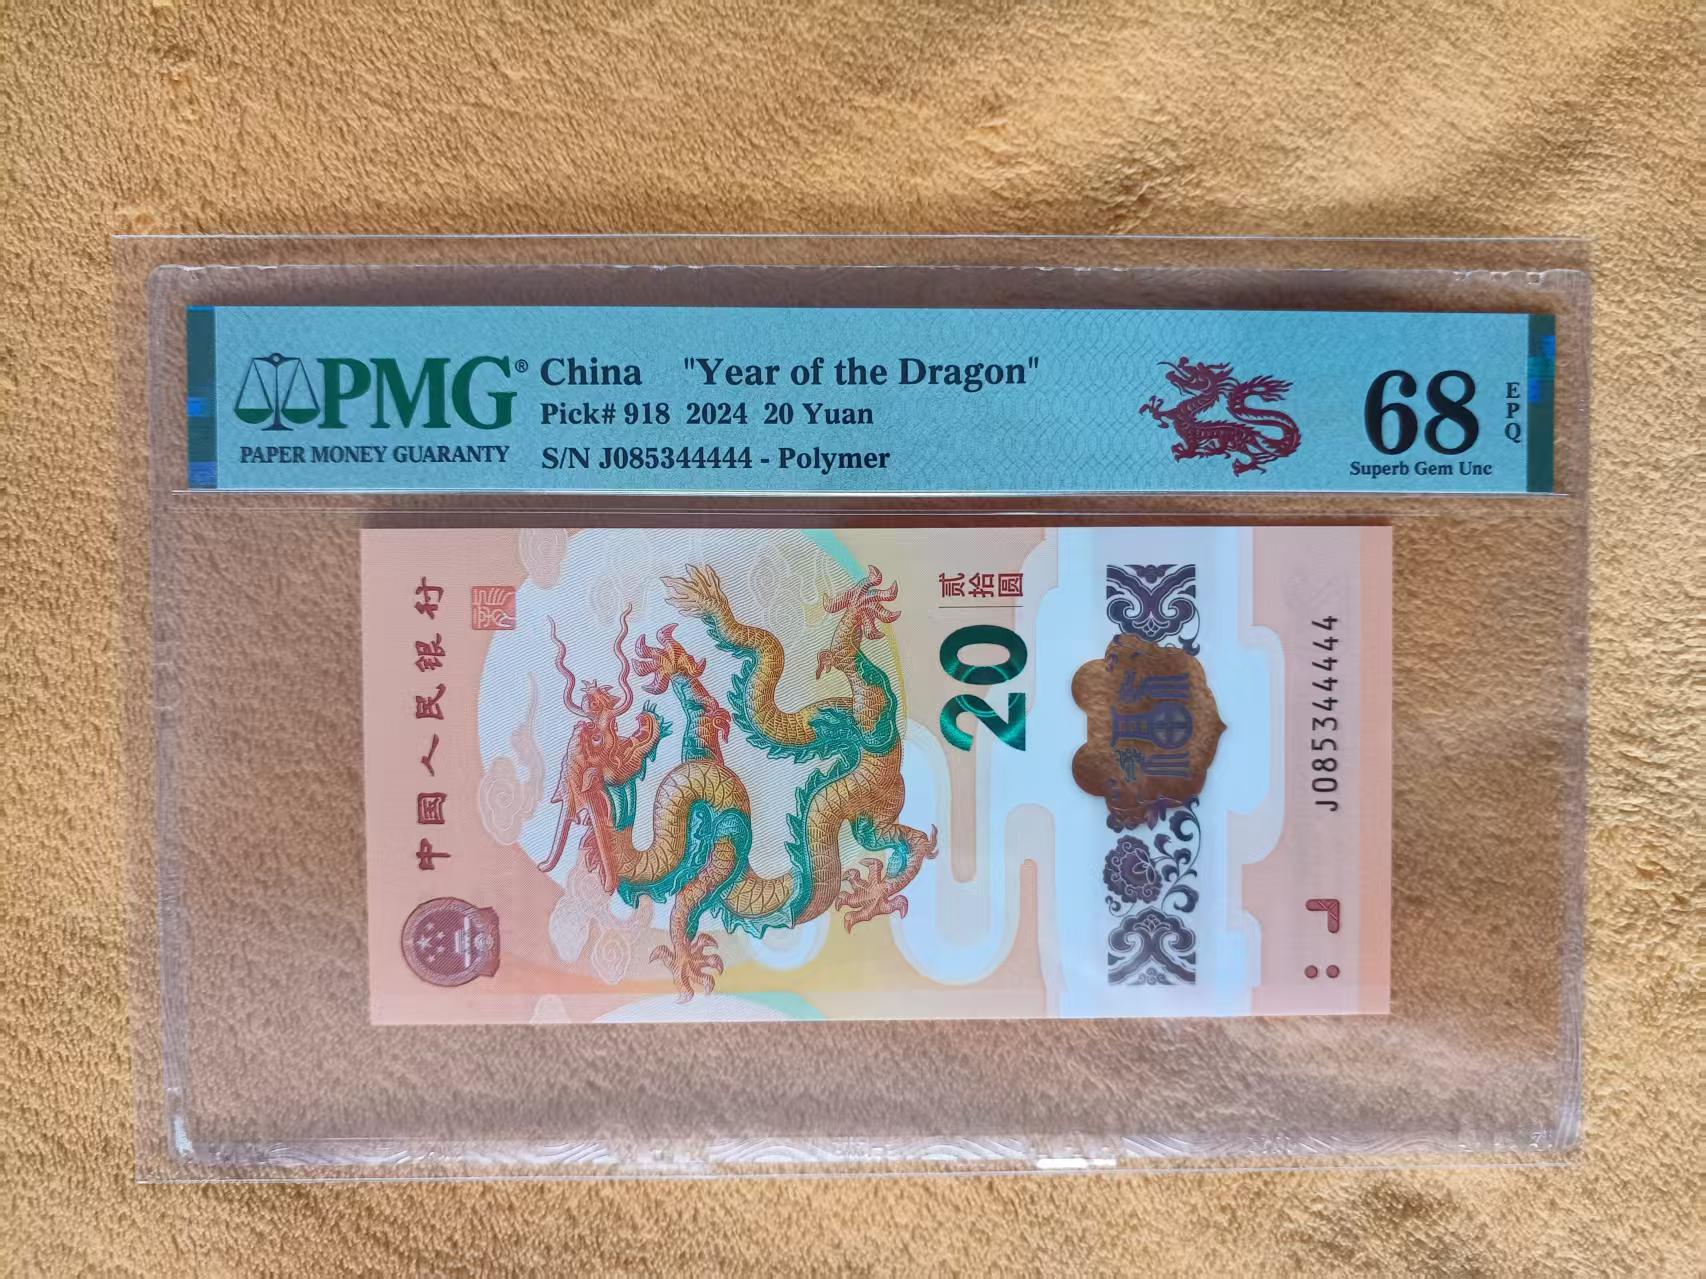 PMG®
PAPER MONEY GUARANTY
China "Year of the Dragon"
Pick# 918 2024 20 Yuan
S/N J085344444 - Polymer
68
Superb Gem Unc
EPQ
中国人民银行
贰拾圆
20
J085344444